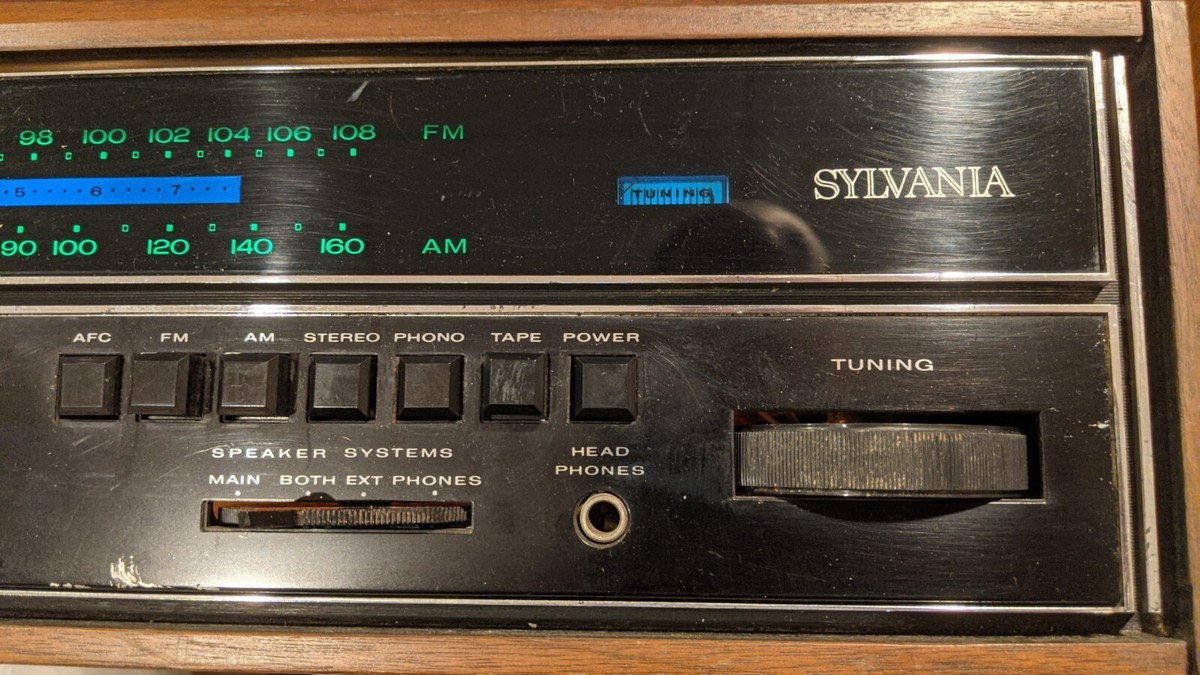 98 100 102 104 106 108 FM
5 6 7
TUNING
SYLVANIA
90 100 120 140 160 AM
AFC FM AM STEREO PHONO TAPE POWER
TUNING
SPEAKER SYSTEMS
MAIN BOTH EXT PHONES
HEAD
PHONES